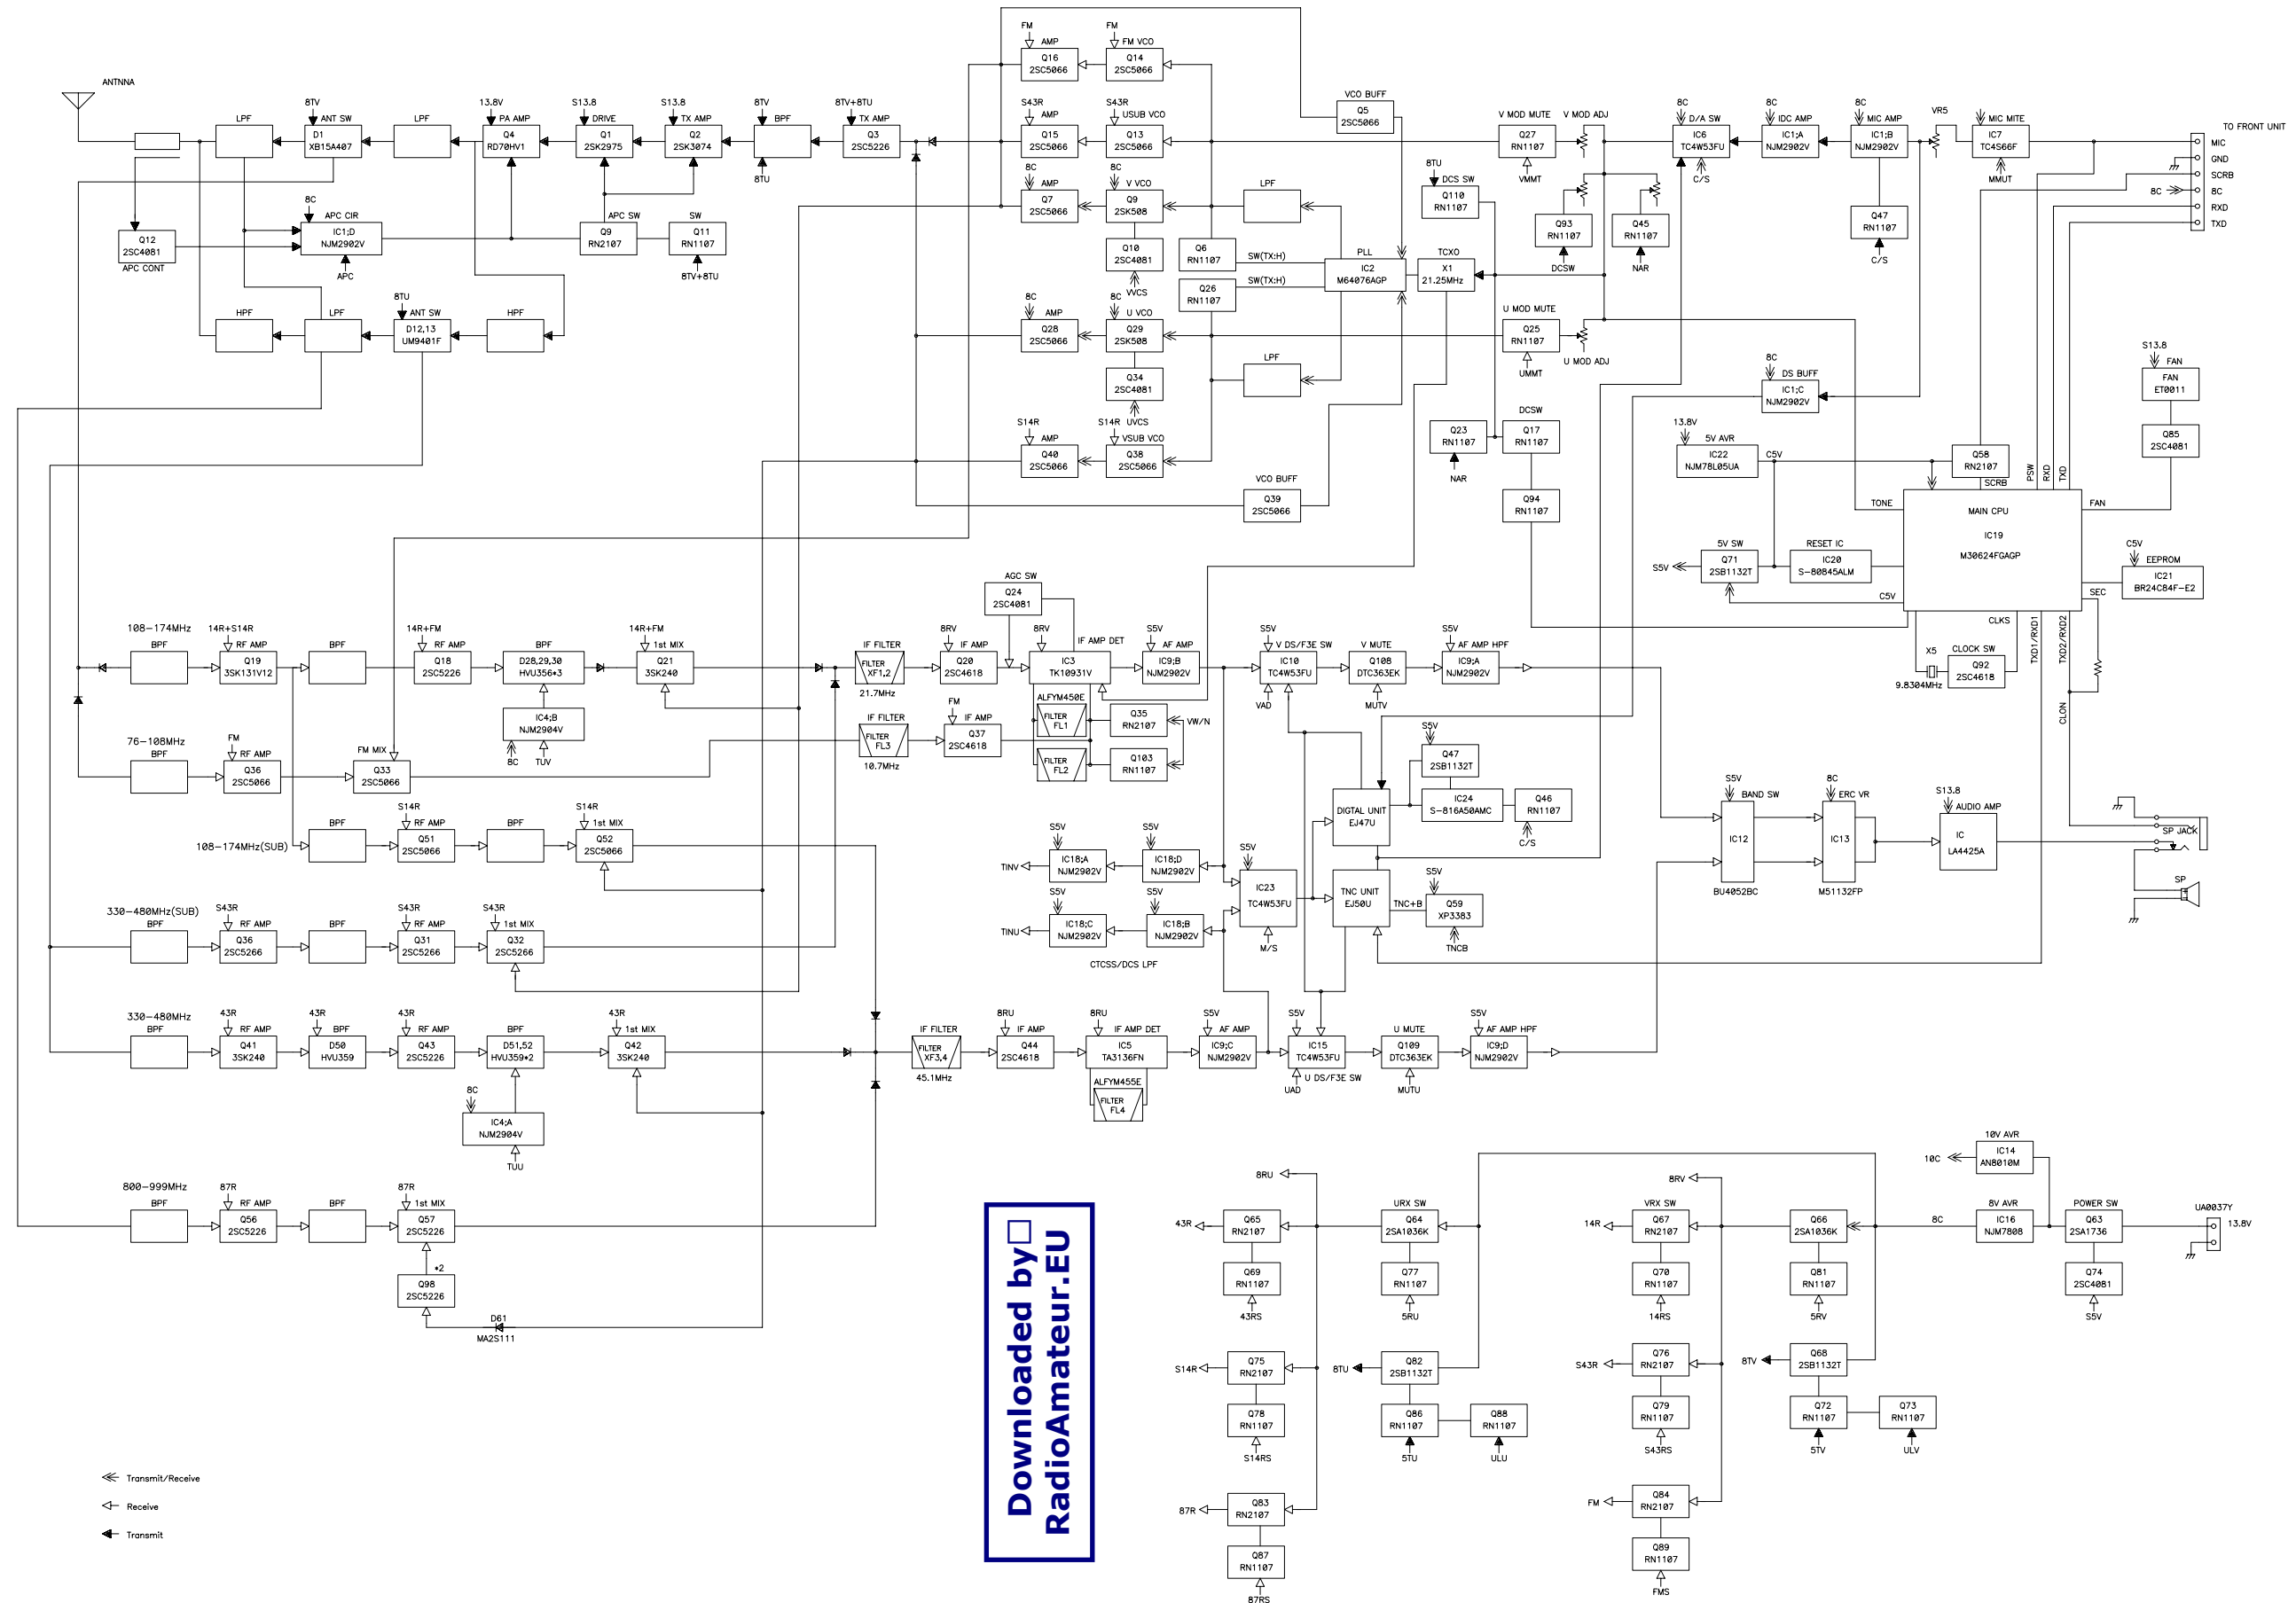 ANTNNA
LPF
8TV
ANT SW
D1
XB15A407
LPF
13.8V
PA AMP
Q4
RD70HV1
S13.8
DRIVE
Q1
2SK2975
S13.8
TX AMP
Q2
2SK3074
8TV
BPF
8TU
8TV+8TU
TX AMP
Q3
2SC5226
Q12
2SC4081
APC CONT
8C
APC CIR
IC1;D
NJM2902V
APC
APC SW
Q9
RN2107
SW
Q11
RN1107
8TV+8TU
HPF
LPF
8TU
ANT SW
D12,13
UM9401F
HPF
FM
AMP
Q16
2SC5066
FM
FM VCO
Q14
2SC5066
S43R
AMP
Q15
2SC5066
S43R
USUB VCO
Q13
2SC5066
8C
AMP
Q7
2SC5066
8C
V VCO
Q9
2SK508
Q10
2SC4081
VVCS
8C
AMP
Q28
2SC5066
8C
U VCO
Q29
2SK508
Q34
2SC4081
UVCS
S14R
AMP
Q40
2SC5066
S14R
VSUB VCO
Q38
2SC5066
VCO BUFF
Q5
2SC5066
LPF
Q6
RN1107
SW(TX:H)
Q26
RN1107
SW(TX:H)
PLL
IC2
M64076AGP
TCXO
X1
21.25MHz
LPF
VCO BUFF
Q39
2SC5066
V MOD MUTE
Q27
RN1107
VMMT
V MOD ADJ
8TU
DCS SW
Q110
RN1107
Q93
RN1107
DCSW
Q45
RN1107
NAR
U MOD MUTE
Q25
RN1107
UMMT
U MOD ADJ
Q23
RN1107
NAR
DCSW
Q17
RN1107
Q94
RN1107
8C
D/A SW
IC6
TC4W53FU
C/S
8C
IDC AMP
IC1;A
NJM2902V
8C
MIC AMP
IC1;B
NJM2902V
Q47
RN1107
C/S
VR5
MIC MITE
IC7
TC4S66F
MMUT
TO FRONT UNIT
MIC
GND
SCRB
8C
8C
RXD
TXD
8C
DS BUFF
IC1;C
NJM2902V
S13.8
FAN
FAN
ET0011
Q85
2SC4081
13.8V
5V AVR
IC22
NJM78L05UA
C5V
Q58
RN2107
SCRB
PSW
RXD
TXD
TONE
MAIN CPU
IC19
M30624FGAGP
FAN
5V SW
Q71
2SB1132T
S5V
RESET IC
IC20
S-80845ALM
C5V
C5V
EEPROM
IC21
BR24C84F-E2
SEC
CLKS
TXD1/RXD1
TXD2/RXD2
CLON
X5
9.8304MHz
CLOCK SW
Q92
2SC4618
108-174MHz
BPF
14R+S14R
RF AMP
Q19
3SK131V12
BPF
14R+FM
RF AMP
Q18
2SC5226
BPF
D28,29,30
HVU356*3
IC4;B
NJM2904V
8C
TUV
14R+FM
1st MIX
Q21
3SK240
IF FILTER
FILTER
XF1,2
21.7MHz
8RV
IF AMP
Q20
2SC4618
AGC SW
Q24
2SC4081
8RV
IF AMP DET
IC3
TK10931V
S5V
AF AMP
IC9;B
NJM2902V
S5V
V DS/F3E SW
IC10
TC4W53FU
VAD
V MUTE
Q108
DTC363EK
MUTV
S5V
AF AMP HPF
IC9;A
NJM2902V
76-108MHz
BPF
FM
RF AMP
Q36
2SC5066
FM MIX
Q33
2SC5066
IF FILTER
FILTER
FL3
10.7MHz
FM
IF AMP
Q37
2SC4618
ALFYM450E
FILTER
FL1
Q35
RN2107
VW/N
FILTER
FL2
Q103
RN1107
S5V
Q47
2SB1132T
DIGTAL UNIT
EJ47U
IC24
S-816A50AMC
Q46
RN1107
C/S
108-174MHz(SUB)
BPF
S14R
RF AMP
Q51
2SC5066
BPF
S14R
1st MIX
Q52
2SC5066
TINV
S5V
IC18;A
NJM2902V
S5V
IC18;D
NJM2902V
S5V
IC23
TC4W53FU
M/S
TNC UNIT
EJ50U
TNC+B
S5V
Q59
XP3383
TNCB
TINU
S5V
IC18;C
NJM2902V
S5V
IC18;B
NJM2902V
CTCSS/DCS LPF
S5V
BAND SW
IC12
BU4052BC
8C
ERC VR
IC13
M51132FP
S13.8
AUDIO AMP
IC
LA4425A
SP JACK
SP
330-480MHz(SUB)
BPF
S43R
RF AMP
Q36
2SC5266
BPF
S43R
RF AMP
Q31
2SC5266
S43R
1st MIX
Q32
2SC5266
330-480MHz
BPF
43R
RF AMP
Q41
3SK240
43R
BPF
D50
HVU359
43R
RF AMP
Q43
2SC5226
BPF
D51,52
HVU359*2
8C
IC4;A
NJM2904V
TUU
43R
1st MIX
Q42
3SK240
IF FILTER
FILTER
XF3,4
45.1MHz
8RU
IF AMP
Q44
2SC4618
8RU
IF AMP DET
IC5
TA3136FN
ALFYM455E
FILTER
FL4
S5V
AF AMP
IC9;C
NJM2902V
S5V
IC15
TC4W53FU
U DS/F3E SW
UAD
U MUTE
Q109
DTC363EK
MUTU
S5V
AF AMP HPF
IC9;D
NJM2902V
800-999MHz
BPF
87R
RF AMP
Q56
2SC5226
BPF
87R
1st MIX
Q57
2SC5226
*2
Q98
2SC5226
D61
MA2S111
Downloaded by□
RadioAmateur.EU
8RU
43R
Q65
RN2107
Q69
RN1107
43RS
URX SW
Q64
2SA1036K
Q77
RN1107
5RU
S14R
Q75
RN2107
Q78
RN1107
S14RS
8TU
Q82
2SB1132T
Q86
RN1107
5TU
Q88
RN1107
ULU
87R
Q83
RN2107
Q87
RN1107
87RS
8RV
14R
VRX SW
Q67
RN2107
Q70
RN1107
14RS
Q66
2SA1036K
Q81
RN1107
5RV
S43R
Q76
RN2107
Q79
RN1107
S43RS
8TV
Q68
2SB1132T
Q72
RN1107
5TV
Q73
RN1107
ULV
FM
Q84
RN2107
Q89
RN1107
FMS
10V AVR
10C
IC14
AN8010M
8C
8V AVR
IC16
NJM7808
POWER SW
Q63
2SA1736
Q74
2SC4081
S5V
UA0037Y
13.8V
Transmit/Receive
Receive
Transmit